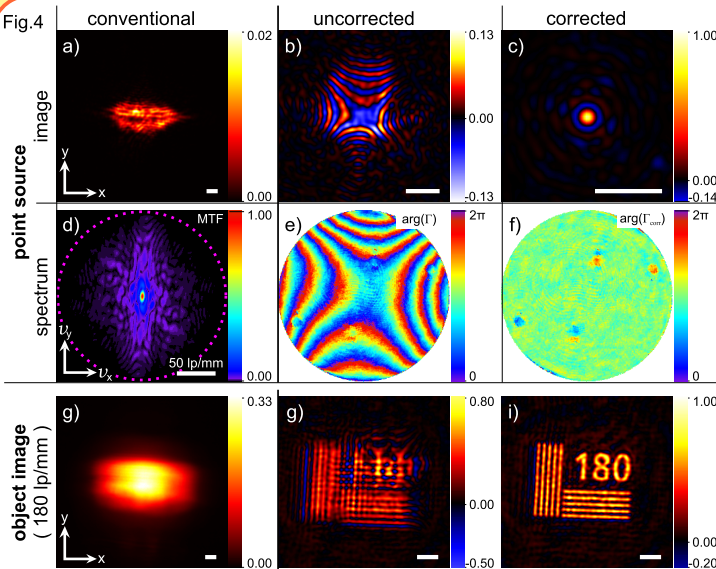 Fig.4
conventional
uncorrected
corrected
point source
image
a)
0.02
0.00
y
x
b)
0.13
0.00
-0.13
c)
1.00
0.00
-0.14
spectrum
d)
MTF
1.00
0.00
υy
υx
50 lp/mm
e)
arg(Γ)
2π
0
f)
arg(Γcorr)
2π
0
object image
( 180 lp/mm)
g)
0.33
0.00
y
x
g)
0.80
0.00
-0.50
i)
180
1.00
0.00
-0.20